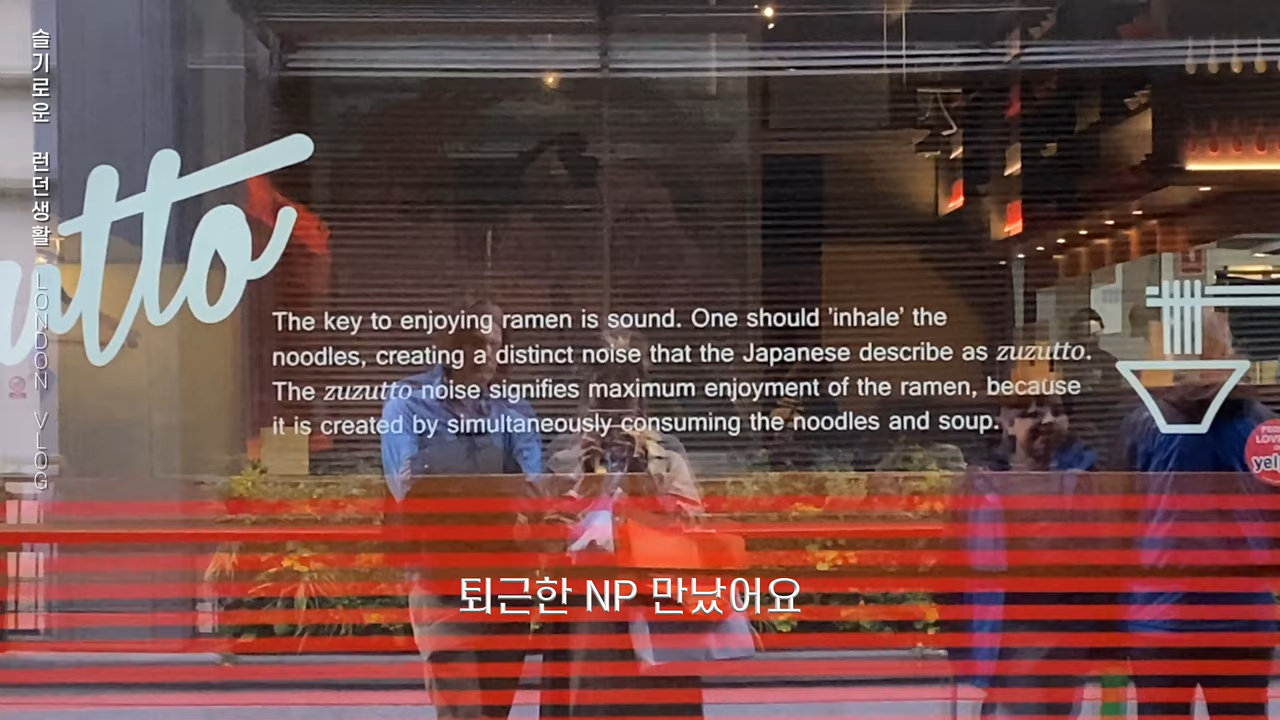 슬기로운 런던생활 LONDON VLOG
utto
The key to enjoying ramen is sound. One should 'inhale' the
noodles, creating a distinct noise that the Japanese describe as zuzutto.
The zuzutto noise signifies maximum enjoyment of the ramen, because
it is created by simultaneously consuming the noodles and soup.
yel
퇴근한 NP 만났어요